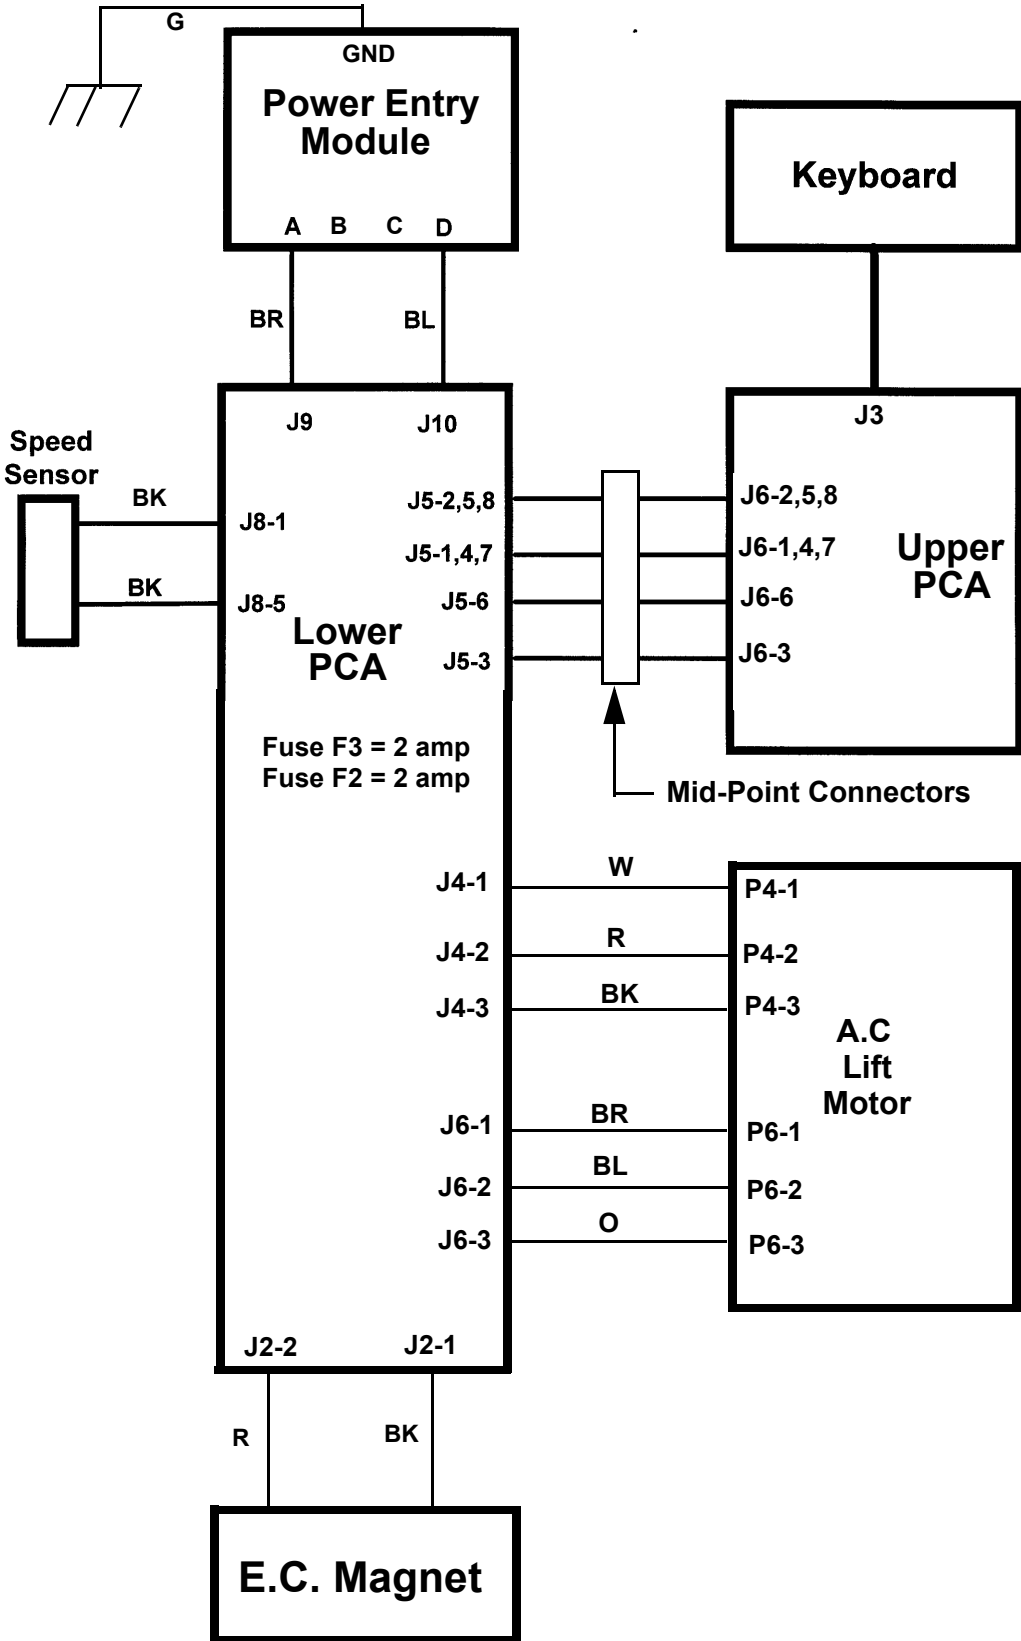 G
GND
Power Entry
Module
A B C D
Keyboard
BR
BL
J9
J10
J3
Speed
Sensor
BK
BK
J8-1
J8-5
J5-2,5,8
J5-1,4,7
J5-6
J5-3
J6-2,5,8
J6-1,4,7
J6-6
J6-3
Upper
PCA
Lower
PCA
Fuse F3 = 2 amp
Fuse F2 = 2 amp
Mid-Point Connectors
J4-1
W
P4-1
J4-2
R
P4-2
J4-3
BK
P4-3
A.C
Lift
Motor
J6-1
BR
P6-1
J6-2
BL
P6-2
J6-3
O
P6-3
J2-2
J2-1
R
BK
E.C. Magnet